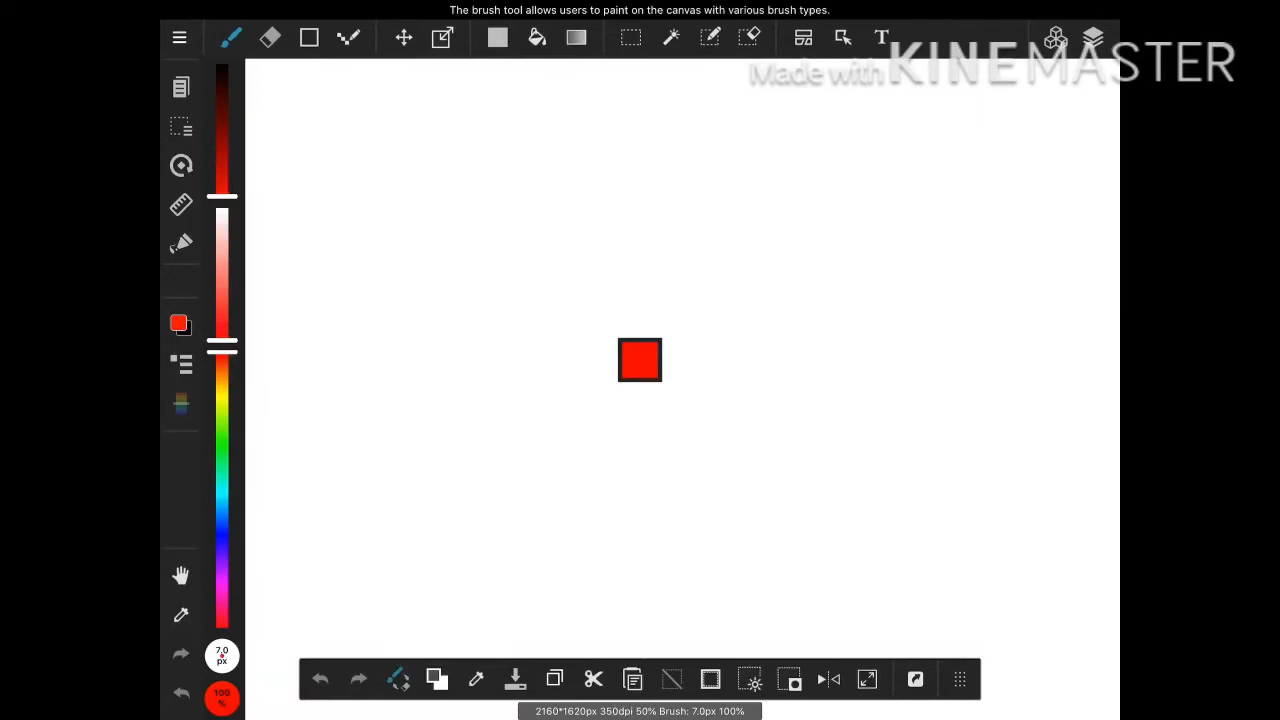 The brush tool allows users to paint on the canvas with various brush types.
T
Made with KINEMASTER
7.0
px
100
%
2160*1620px 350dpi 50% Brush: 7.0px 100%